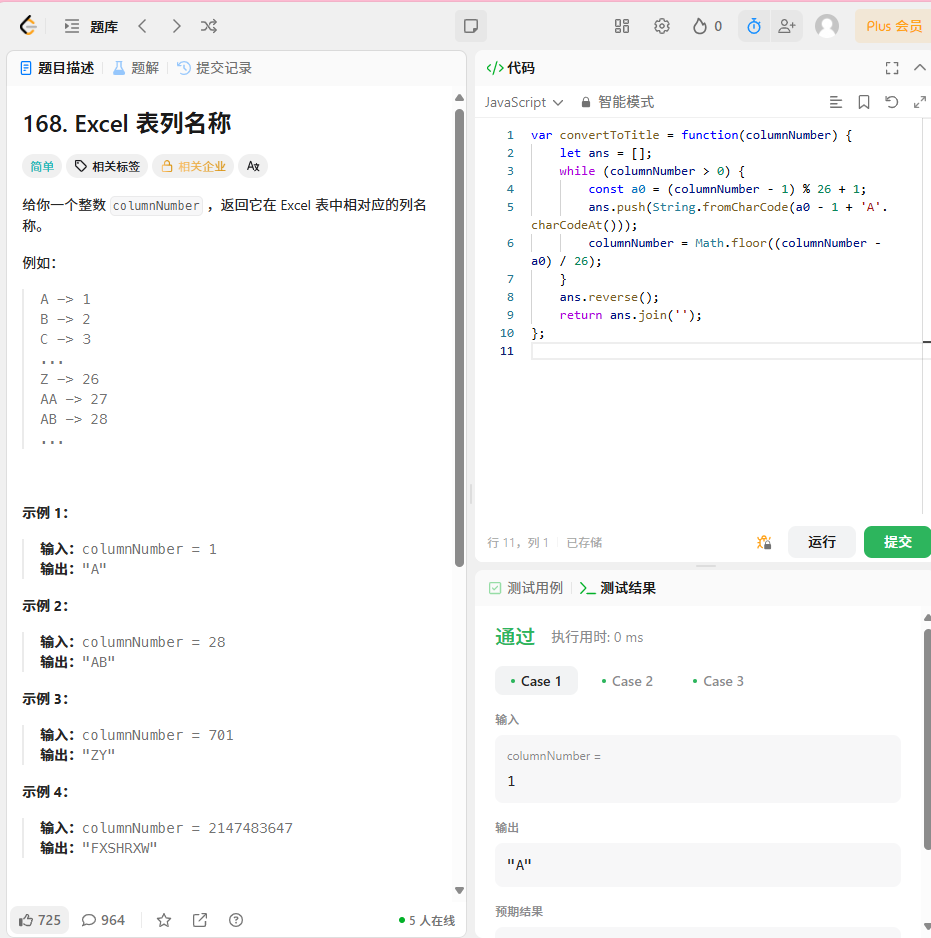 题库
0
Plus 会员
题目描述
题解
提交记录
168. Excel 表列名称
简单
相关标签
相关企业
给你一个整数 columnNumber ，返回它在 Excel 表中相对应的列名
称。
例如：
A -> 1
B -> 2
C -> 3
...
Z -> 26
AA -> 27
AB -> 28
...
示例 1：
输入：columnNumber = 1
输出："A"
示例 2：
输入：columnNumber = 28
输出："AB"
示例 3：
输入：columnNumber = 701
输出："ZY"
示例 4：
输入：columnNumber = 2147483647
输出："FXSHRXW"
725
964
5 人在线
</> 代码
JavaScript
智能模式
1 var convertToTitle = function(columnNumber) {
2 let ans = [];
3 while (columnNumber > 0) {
4 const a0 = (columnNumber - 1) % 26 + 1;
5 ans.push(String.fromCharCode(a0 - 1 + 'A'.
charCodeAt()));
6 columnNumber = Math.floor((columnNumber -
a0) / 26);
7 }
8 ans.reverse();
9 return ans.join('');
10 };
11
行 11，列 1
已存储
运行
提交
测试用例
测试结果
通过
执行用时: 0 ms
Case 1
Case 2
Case 3
输入
columnNumber =
1
输出
"A"
预期结果